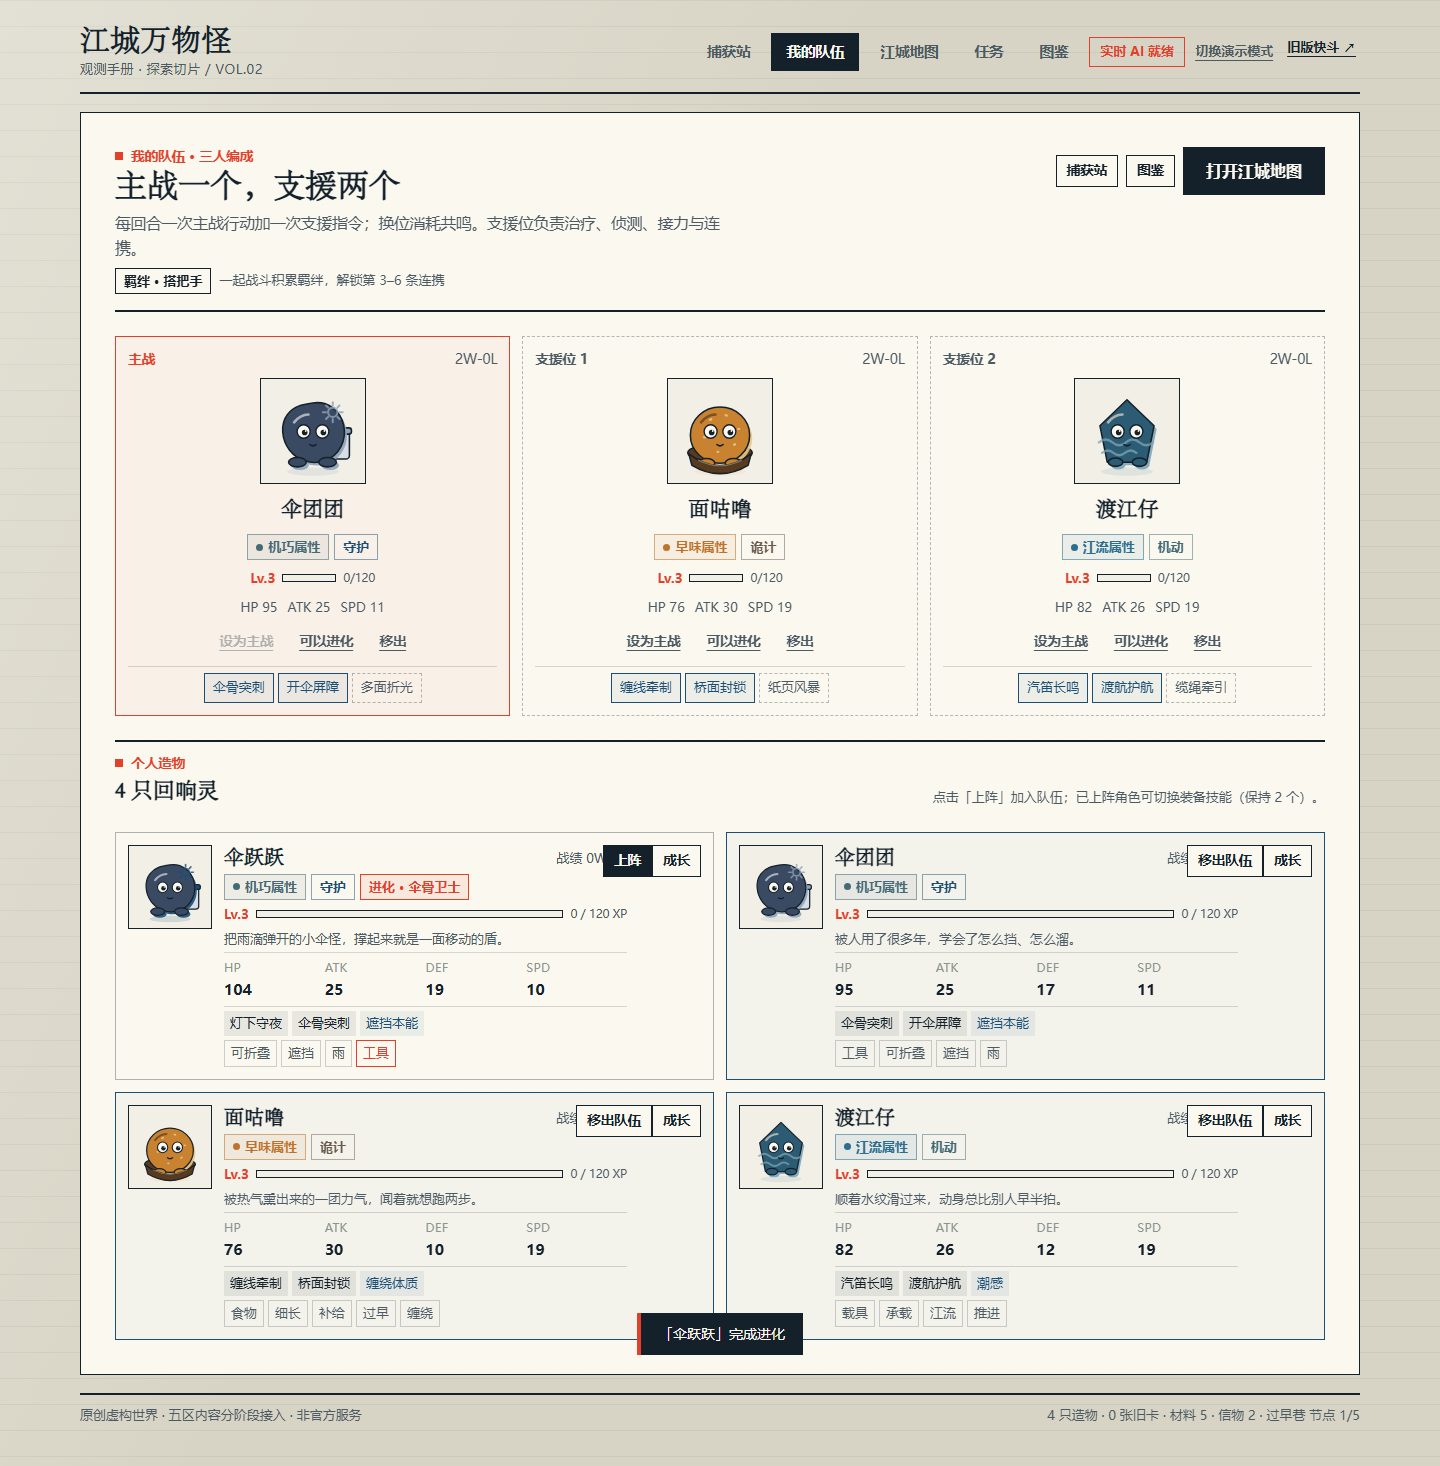 江城万物怪
观测手册 · 探索切片 / VOL.02
捕获站 我的队伍 江城地图 任务 图鉴 实时 AI 就绪 切换演示模式 旧版快斗 ↗
我的队伍 • 三人编成
主战一个，支援两个
捕获站 图鉴 打开江城地图
每回合一次主战行动加一次支援指令；换位消耗共鸣。支援位负责治疗、侦测、接力与连
携。
羁绊 • 搭把手 一起战斗积累羁绊，解锁第 3–6 条连携
主战 2W-0L
伞团团
机巧属性 守护
Lv.3 0/120
HP 95 ATK 25 SPD 11
设为主战 可以进化 移出
伞骨突刺 开伞屏障 多面折光
支援位 1 2W-0L
面咕噜
早味属性 诡计
Lv.3 0/120
HP 76 ATK 30 SPD 19
设为主战 可以进化 移出
缠线牵制 桥面封锁 纸页风暴
支援位 2 2W-0L
渡江仔
江流属性 机动
Lv.3 0/120
HP 82 ATK 26 SPD 19
设为主战 可以进化 移出
汽笛长鸣 渡航护航 缆绳牵引
个人造物
4 只回响灵
点击「上阵」加入队伍；已上阵角色可切换装备技能（保持 2 个）。
伞跃跃 战绩 0W 上阵 成长
机巧属性 守护 进化 • 伞骨卫士
Lv.3 0 / 120 XP
把雨滴弹开的小伞怪，撑起来就是一面移动的盾。
HP ATK DEF SPD
104 25 19 10
灯下守夜 伞骨突刺 遮挡本能
可折叠 遮挡 雨 工具
伞团团 战绩 移出队伍 成长
机巧属性 守护
Lv.3 0 / 120 XP
被人用了很多年，学会了怎么挡、怎么溜。
HP ATK DEF SPD
95 25 17 11
伞骨突刺 开伞屏障 遮挡本能
工具 可折叠 遮挡 雨
面咕噜 战绩 移出队伍 成长
早味属性 诡计
Lv.3 0 / 120 XP
被热气熏出来的一团力气，闻着就想跑两步。
HP ATK DEF SPD
76 30 10 19
缠线牵制 桥面封锁 缠绕体质
食物 细长 补给 过早 缠绕
渡江仔 战绩 移出队伍 成长
江流属性 机动
Lv.3 0 / 120 XP
顺着水纹滑过来，动身总比别人早半拍。
HP ATK DEF SPD
82 26 12 19
汽笛长鸣 渡航护航 潮感
载具 承载 江流 推进
「伞跃跃」完成进化
原创虚构世界 · 五区内容分阶段接入 · 非官方服务
4 只造物 · 0 张旧卡 · 材料 5 · 信物 2 · 过早巷 节点 1/5